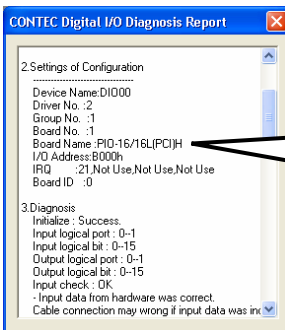 CONTEC Digital I/O Diagnosis Report
2.Settings of Configuration
--------------------------------
Device Name:DIO00
Driver No. :2
Group No. :1
Board No. :1
Board Name :PIO-16/16L(PCI)H
I/O Address:B000h
IRQ :21,Not Use,Not Use,Not Use
Board ID :0
3.Diagnosis
Initialize : Success.
Input logical port : 0--1
Input logical bit : 0--15
Output logical port : 0--1
Output logical bit : 0--15
Input check : OK
- Input data from hardware was correct.
Cable connection may wrong if input data was